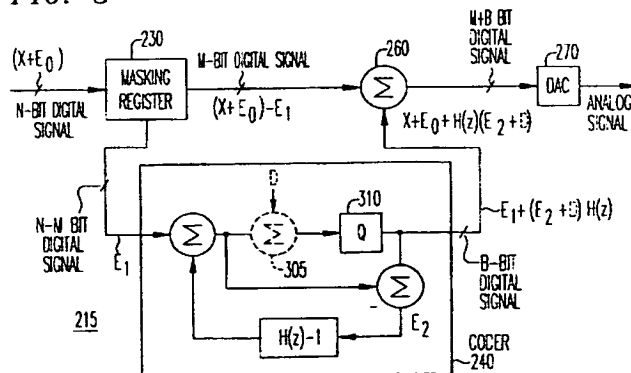 (X+E₀)
N-BIT DIGITAL
SIGNAL
230
MASKING
REGISTER
M-BIT DIGITAL SIGNAL
(X+E₀)-E₁
260
Σ
M+B BIT
DIGITAL
SIGNAL
270
DAC
ANALOG
SIGNAL
X+E₀+H(z)(E₂+D)
N-M BIT
DIGITAL
SIGNAL
E₁
Σ
D
Σ
305
310
Q
E₁+(E₂+D) H(z)
B-BIT
DIGITAL
SIGNAL
Σ
-
E₂
H(z)-1
215
CODER
240